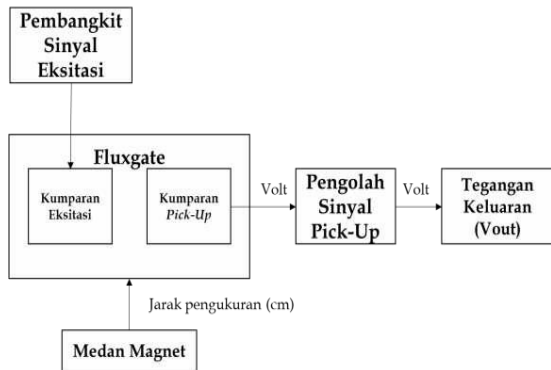 Pembangkit
Sinyal
Eksitasi
Fluxgate
Kumparan
Eksitasi
Kumparan
Pick-Up
Volt
Pengolah
Sinyal
Pick-Up
Volt
Tegangan
Keluaran
(Vout)
Jarak pengukuran (cm)
Medan Magnet